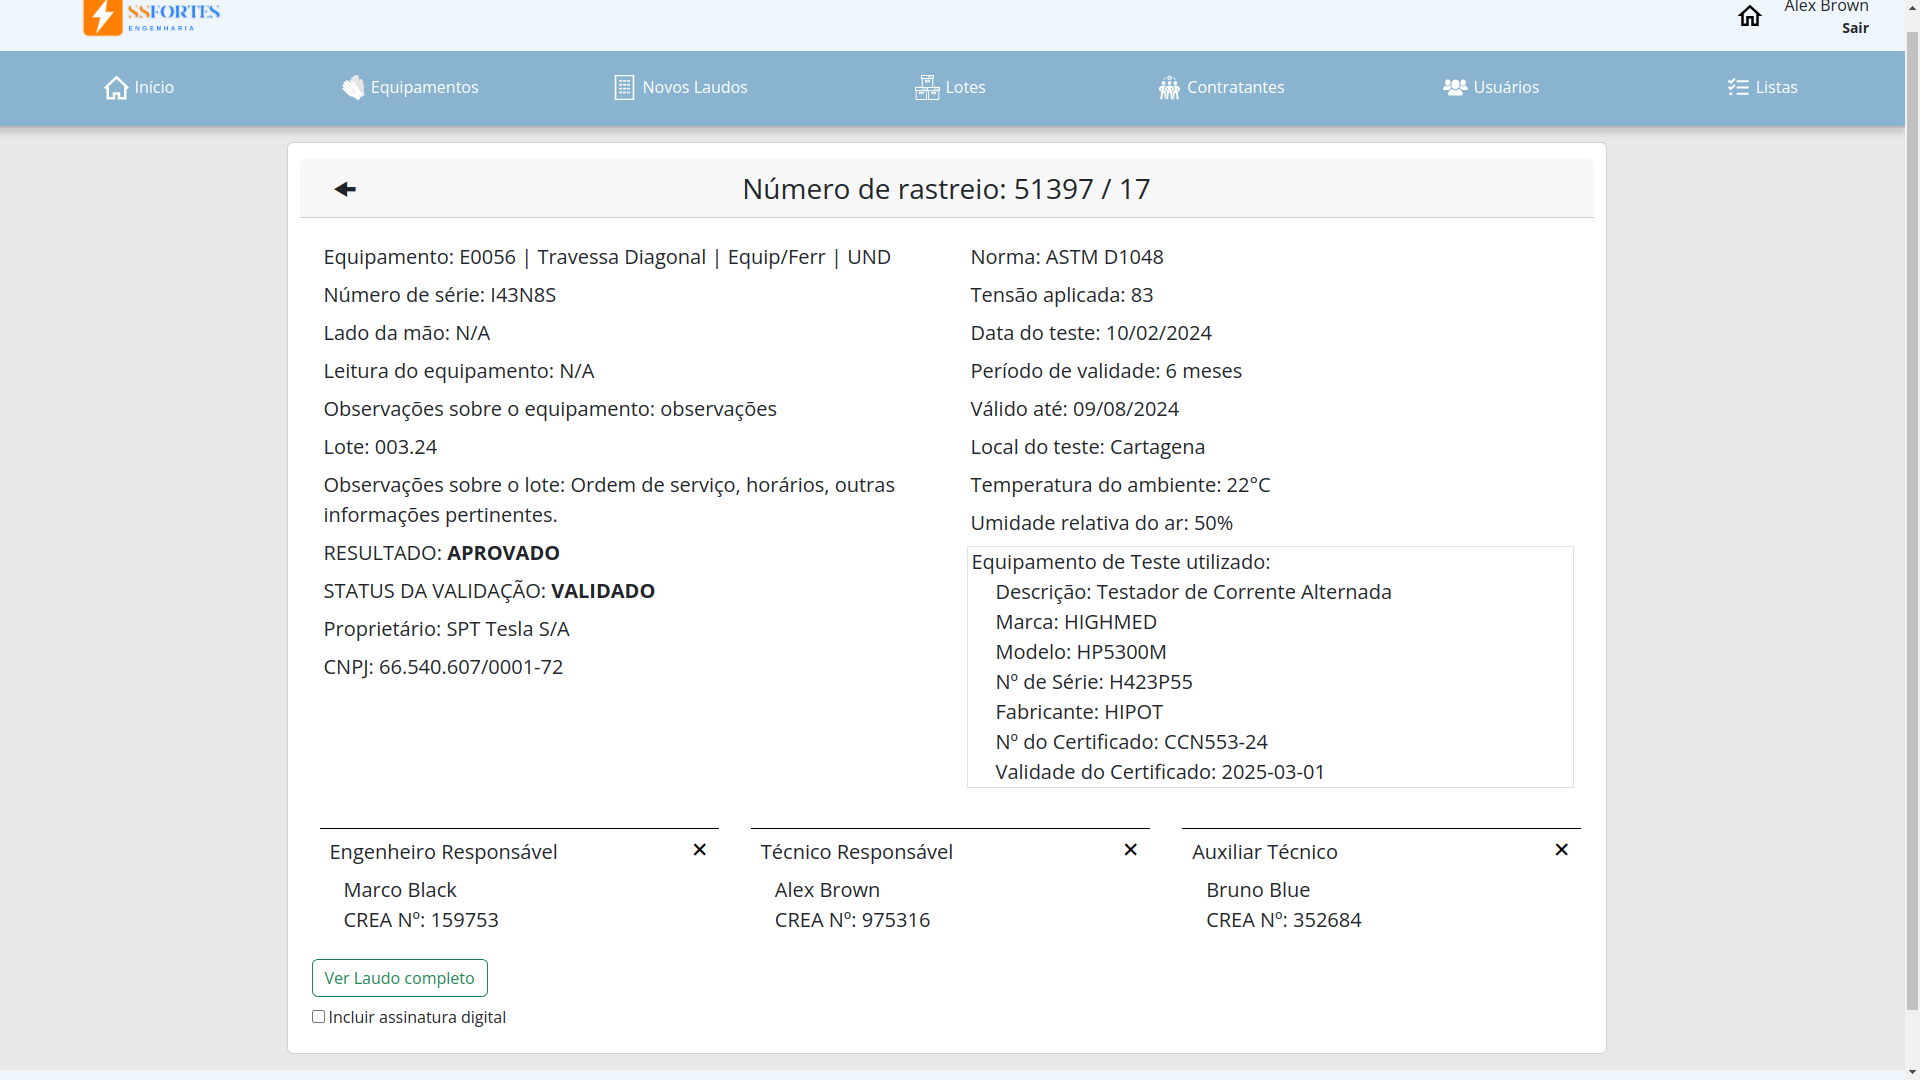 SSFORTES
ENGENHARIA
Alex Brown
Sair
Início
Equipamentos
Novos Laudos
Lotes
Contratantes
Usuários
Listas
Número de rastreio: 51397 / 17
Equipamento: E0056 | Travessa Diagonal | Equip/Ferr | UND
Número de série: I43N8S
Lado da mão: N/A
Leitura do equipamento: N/A
Observações sobre o equipamento: observações
Lote: 003.24
Observações sobre o lote: Ordem de serviço, horários, outras
informações pertinentes.
RESULTADO: APROVADO
STATUS DA VALIDAÇÃO: VALIDADO
Proprietário: SPT Tesla S/A
CNPJ: 66.540.607/0001-72
Norma: ASTM D1048
Tensão aplicada: 83
Data do teste: 10/02/2024
Período de validade: 6 meses
Válido até: 09/08/2024
Local do teste: Cartagena
Temperatura do ambiente: 22°C
Umidade relativa do ar: 50%
Equipamento de Teste utilizado:
Descrição: Testador de Corrente Alternada
Marca: HIGHMED
Modelo: HP5300M
Nº de Série: H423P55
Fabricante: HIPOT
Nº do Certificado: CCN553-24
Validade do Certificado: 2025-03-01
Engenheiro Responsável
Marco Black
CREA Nº: 159753
Técnico Responsável
Alex Brown
CREA Nº: 975316
Auxiliar Técnico
Bruno Blue
CREA Nº: 352684
Ver Laudo completo
Incluir assinatura digital